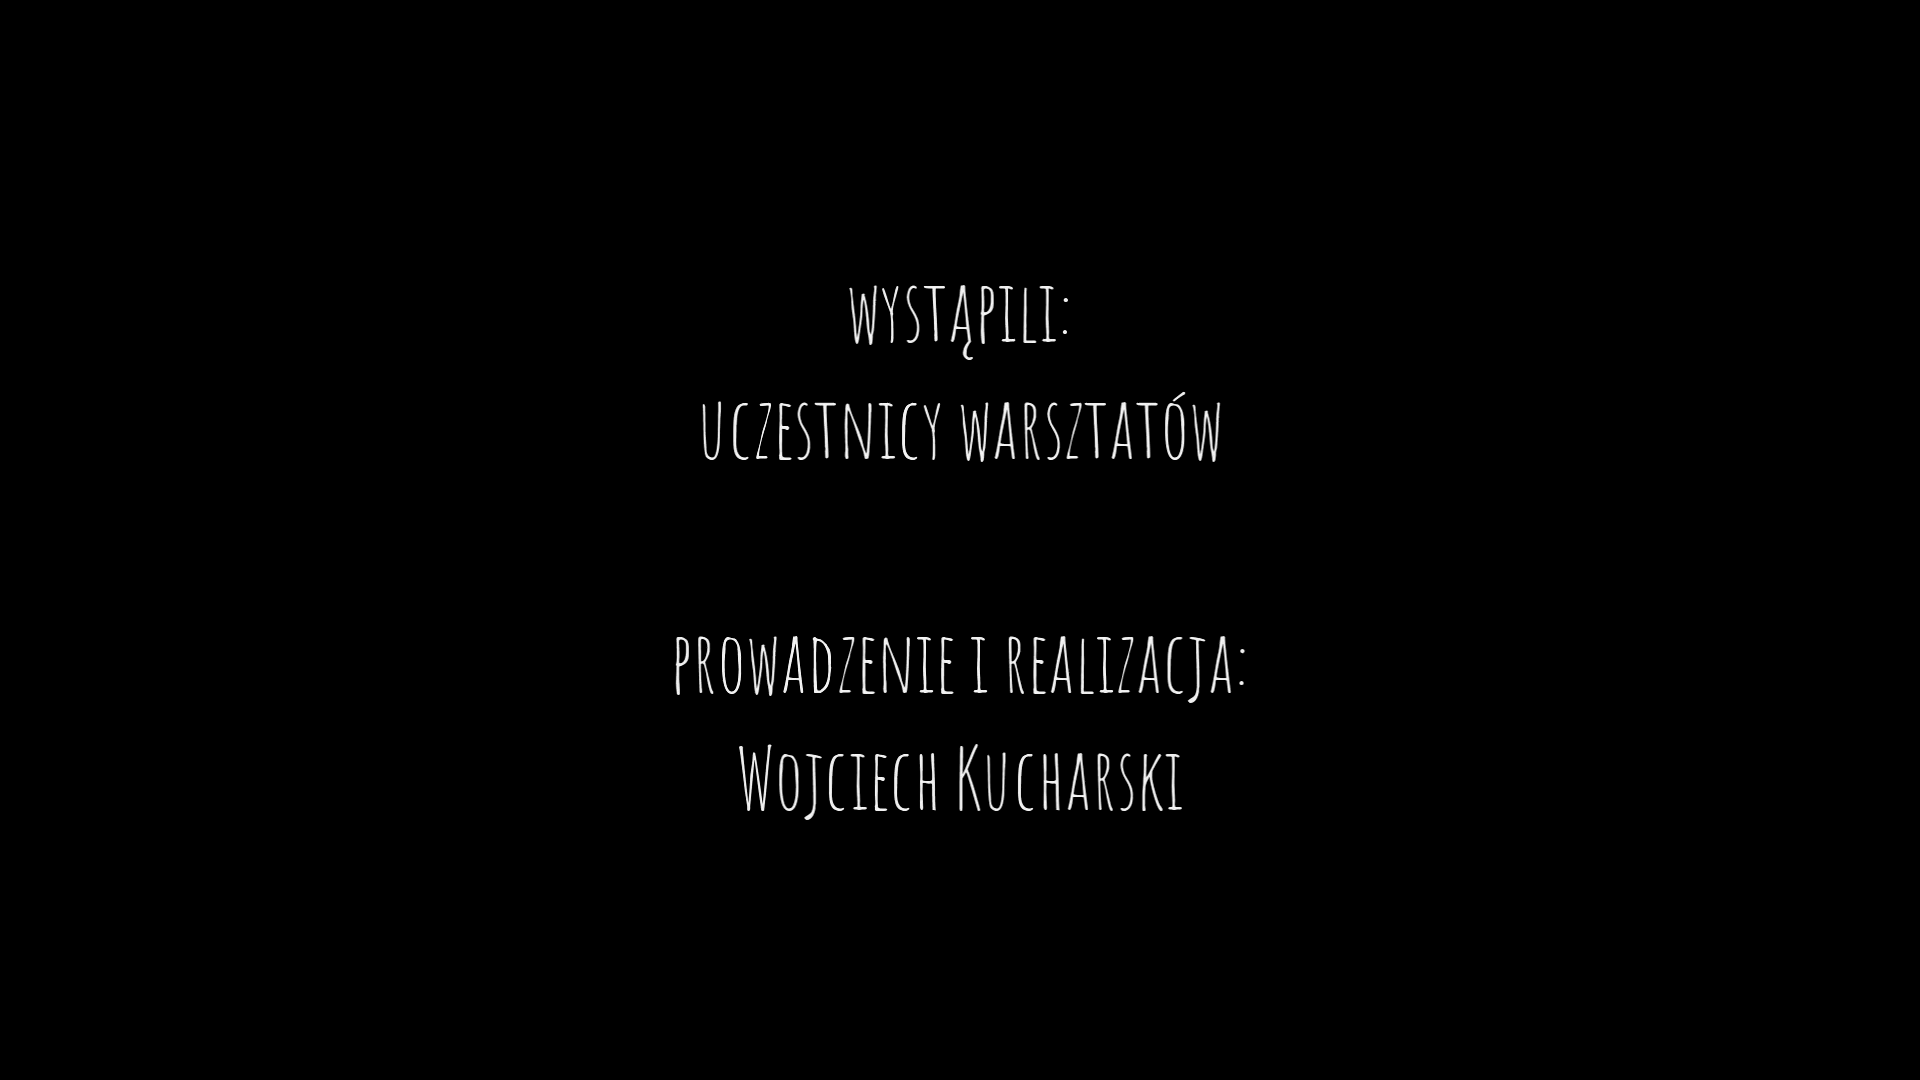 wystąpili:
uczestnicy warsztatów
prowadzenie i realizacja:
Wojciech Kucharski